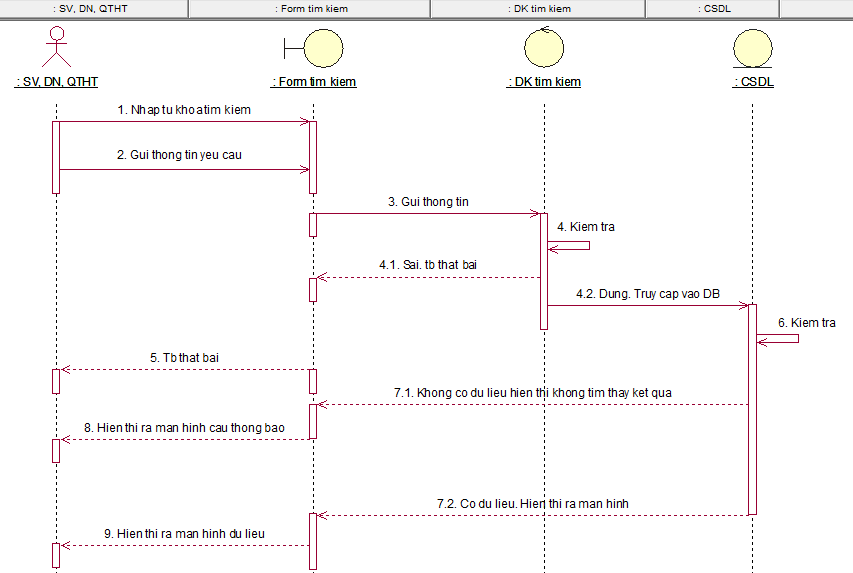 : SV, DN, QTHT
: Form tim kiem
: DK tim kiem
: CSDL
: SV, DN, QTHT
: Form tim kiem
: DK tim kiem
: CSDL
1. Nhap tu khoa tim kiem
2. Gui thong tin yeu cau
3. Gui thong tin
4. Kiem tra
4.1. Sai. tb that bai
4.2. Dung. Truy cap vao DB
6. Kiem tra
5. Tb that bai
7.1. Khong co du lieu hien thi khong tim thay ket qua
8. Hien thi ra man hinh cau thong bao
7.2. Co du lieu. Hien thi ra man hinh
9. Hien thi ra man hinh du lieu